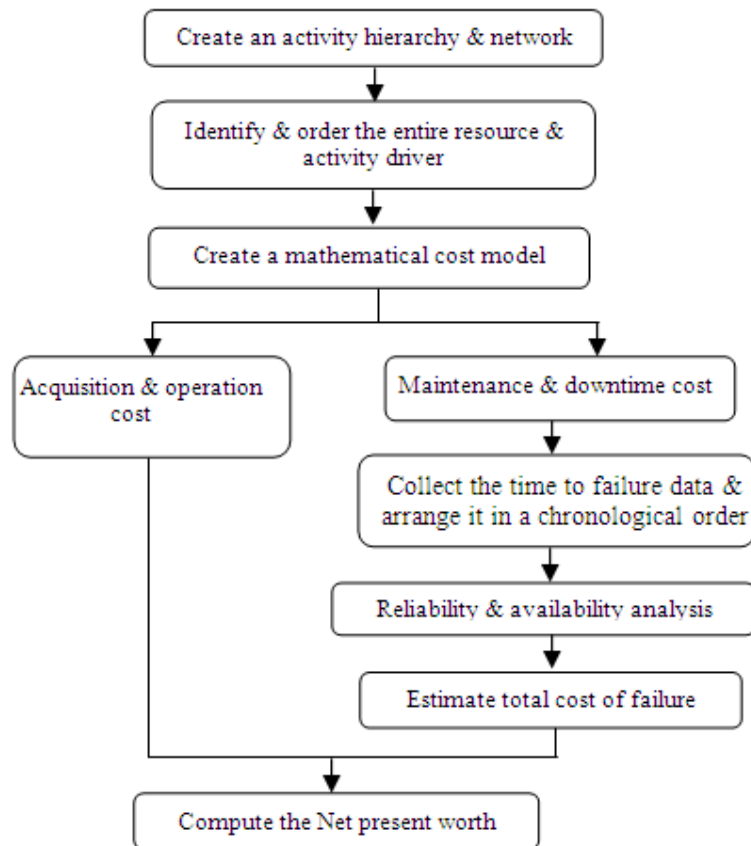 Create an activity hierarchy & network
Identify & order the entire resource &
activity driver
Create a mathematical cost model
Acquisition & operation
cost
Maintenance & downtime cost
Collect the time to failure data &
arrange it in a chronological order
Reliability & availability analysis
Estimate total cost of failure
Compute the Net present worth